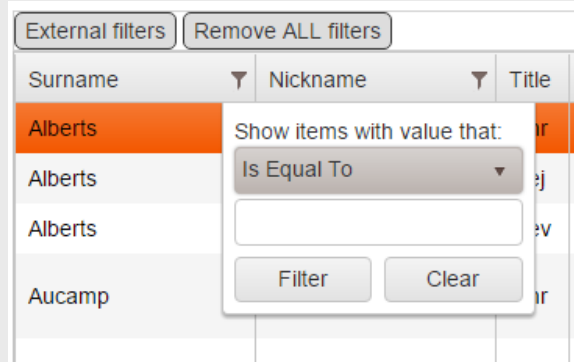 External filters Remove ALL filters
Surname Nickname Title
Alberts
Show items with value that:
Is Equal To
Alberts
Alberts
Filter Clear
Aucamp